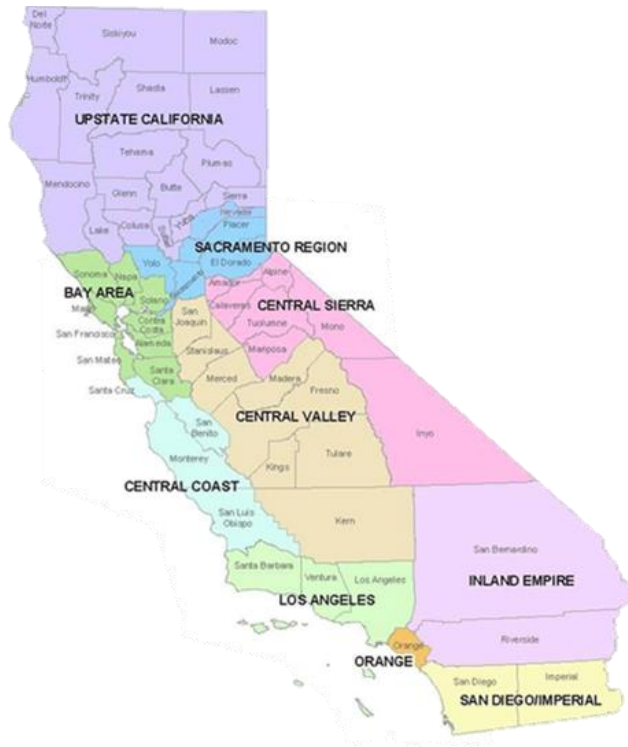 Del
Norte
Siskiyou
Modoc
Humboldt
Trinity
Shasta
Lassen
UPSTATE CALIFORNIA
Tehama
Plumas
Mendocino
Glenn
Butte
Sierra
Lake
Colusa
Yuba
Nevada
Placer
SACRAMENTO REGION
Yolo
El Dorado
Sacramento
Sonoma
Napa
Amador
Alpine
BAY AREA
Solano
Calaveras
CENTRAL SIERRA
Marin
San
Joaquin
Contra
Costa
Tuolumne
Mono
San Francisco
Alameda
Stanislaus
Mariposa
San Mateo
Santa
Clara
Merced
Madera
Santa Cruz
Fresno
San
Benito
CENTRAL VALLEY
Inyo
Monterey
Kings
Tulare
CENTRAL COAST
San Luis
Obispo
Kern
San Bernardino
Santa Barbara
Ventura
Los Angeles
INLAND EMPIRE
LOS ANGELES
Orange
Riverside
ORANGE
San Diego
Imperial
SAN DIEGO/IMPERIAL